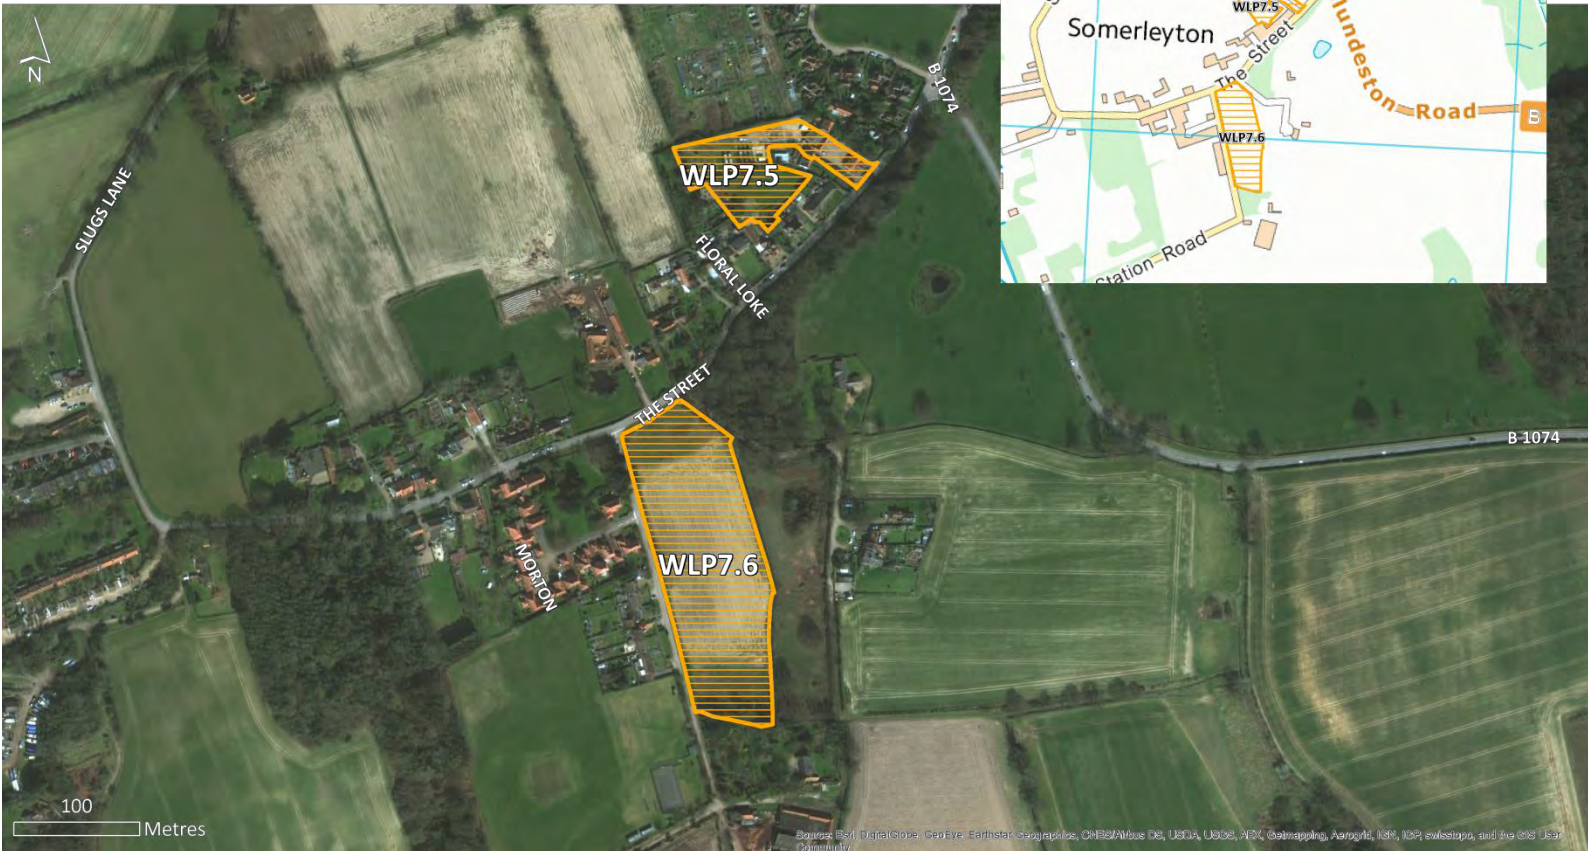 N
SLUGS LANE
B 1074
WLP7.5
FLORAL LOKE
THE STREET
B 1074
WLP7.6
MORTON
100
Metres
WLP7.5
Somerleyton
The Street
lundeston Road
B
WLP7.6
Station Road
Source: Esri, DigitalGlobe, GeoEye, Earthstar Geographics, CNES/Airbus DS, USDA, USGS, AEX, Getmapping, Aerogrid, IGN, IGP, swisstopo, and the GIS User
Community